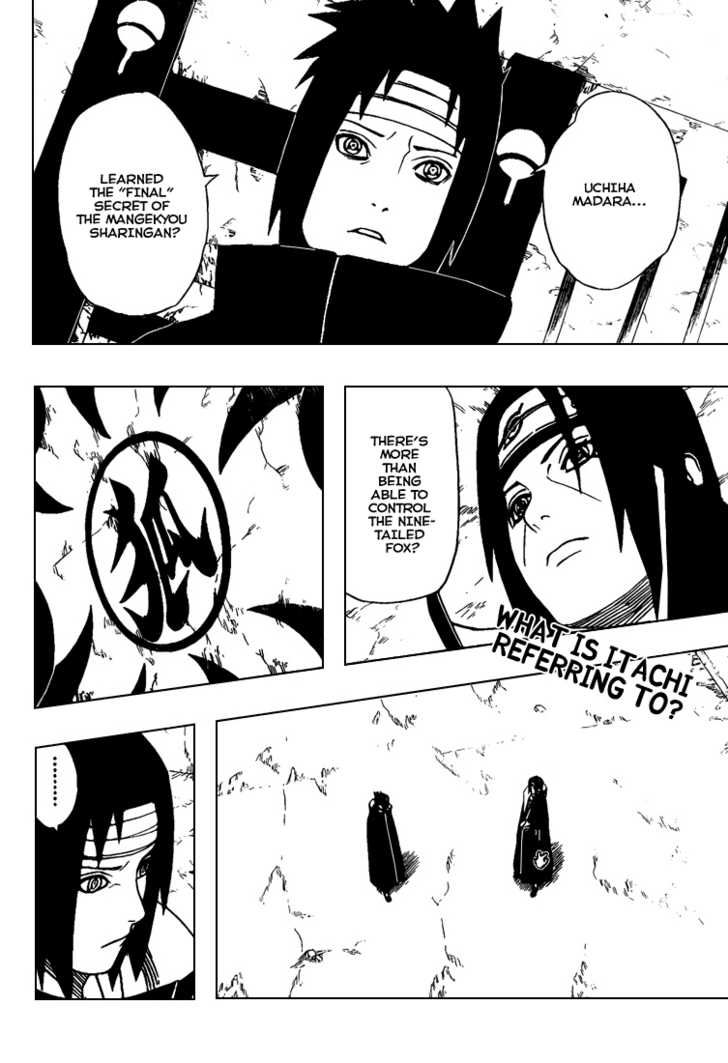 UCHIHA
MADARA...
LEARNED
THE "FINAL"
SECRET OF
THE MANGEKYOU
SHARINGAN?
THERE'S
MORE
THAN
BEING
ABLE TO
CONTROL
THE NINE-
TAILED
FOX?
WHAT IS ITACHI
REFERRING TO?
狐
.........